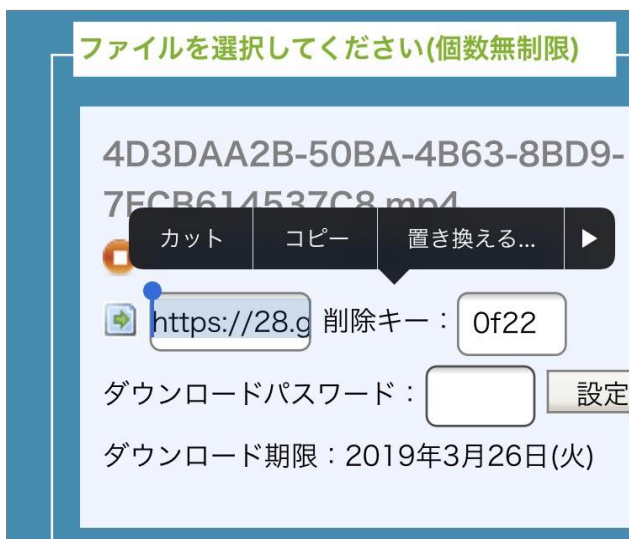 ファイルを選択してください(個数無制限)
4D3DAA2B-50BA-4B63-8BD9-
7ECB614537C8.mp4
カット コピー 置き換える... ▶
https://28.g 削除キー： 0f22
ダウンロードパスワード： 設定
ダウンロード期限：2019年3月26日(火)